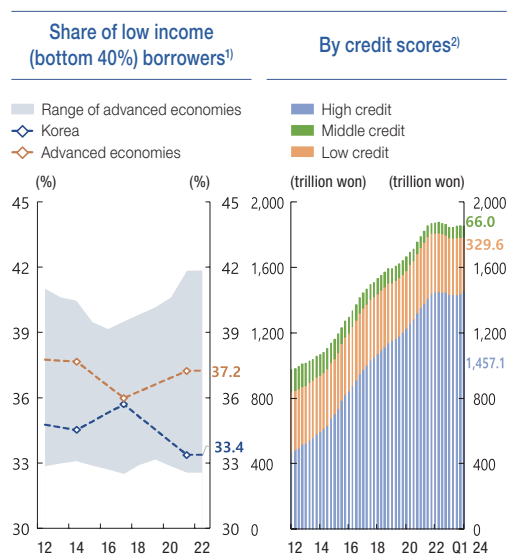 Share of low income
(bottom 40%) borrowers1)
Range of advanced economies
Korea
Advanced economies
(%) (%)
45 45
42 42
39 39
37.2
36 36
33.4
33 33
30 30
12 14 16 18 20 22
By credit scores2)
High credit
Middle credit
Low credit
(trillion won) (trillion won)
2,000 2,000
66.0
329.6
1,600 1,600
1,200 1,200
1,457.1
800 800
400 400
0 0
12 14 16 18 20 22 01 24